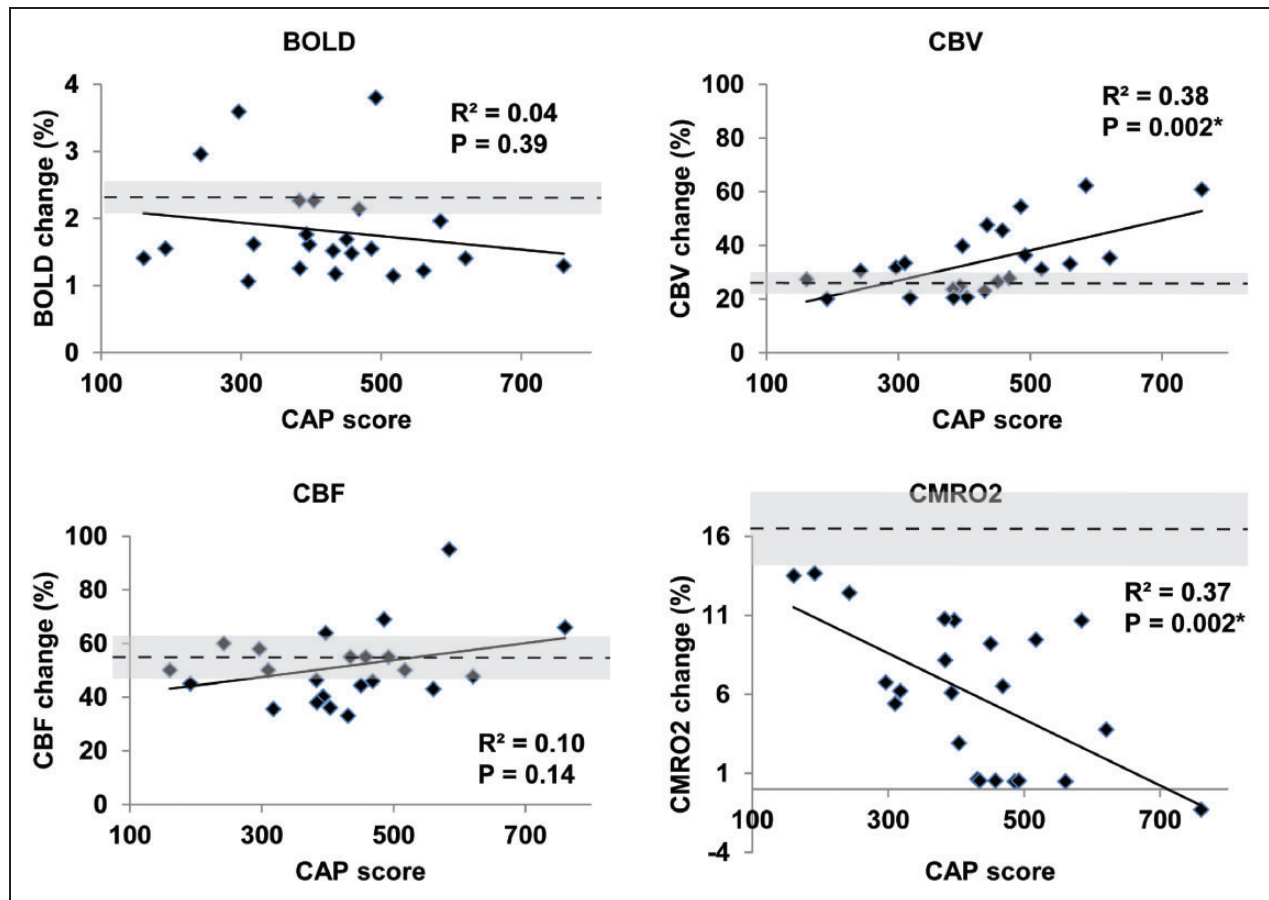 BOLD
4
3
2
1
0
BOLD change (%)
R² = 0.04
P = 0.39
100 300 500 700
CAP score
CBV
100
80
60
40
20
0
CBV change (%)
R² = 0.38
P = 0.002*
100 300 500 700
CAP score
CBF
100
80
60
40
20
0
CBF change (%)
R² = 0.10
P = 0.14
100 300 500 700
CAP score
CMRO2
16
11
6
1
-4
CMRO2 change (%)
R² = 0.37
P = 0.002*
100 300 500 700
CAP score